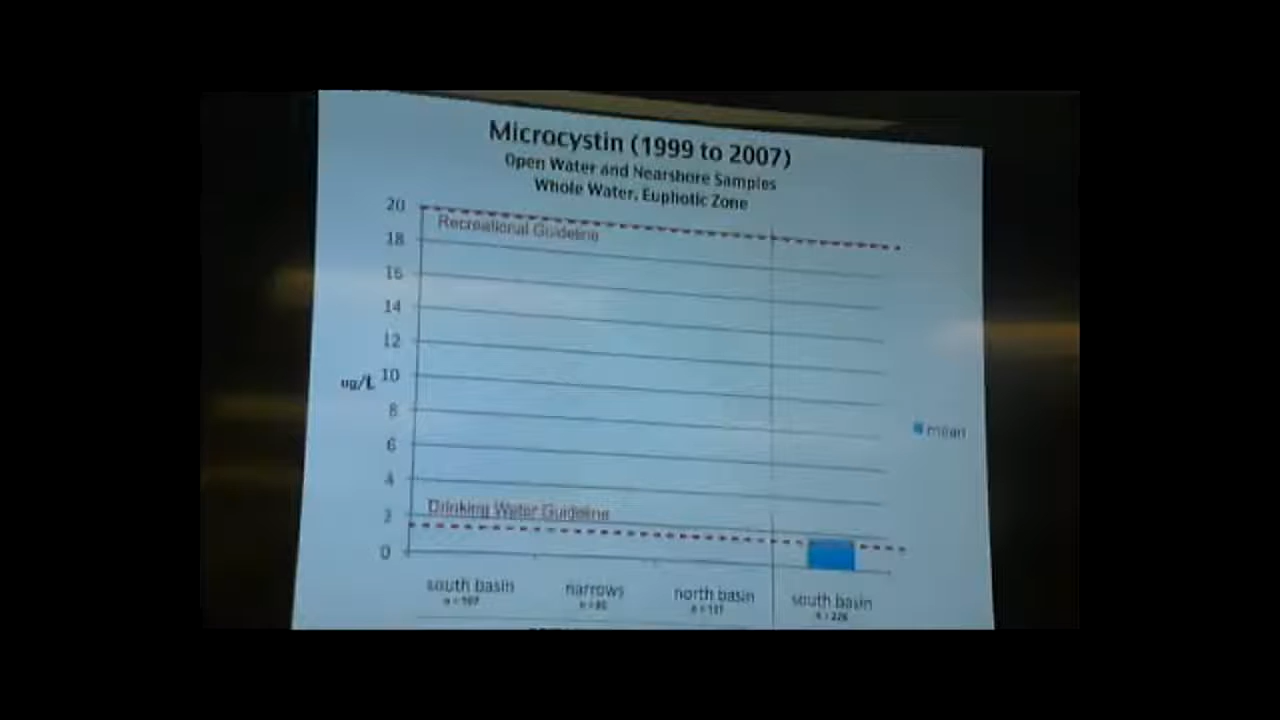 Microcystin (1999 to 2007)
Open Water and Nearshore Samples
Whole Water, Euphotic Zone
20
Recreational Guideline
18
16
14
12
ug/L
10
8
mean
6
4
Drinking Water Guideline
2
0
south basin
narrows
north basin
south basin